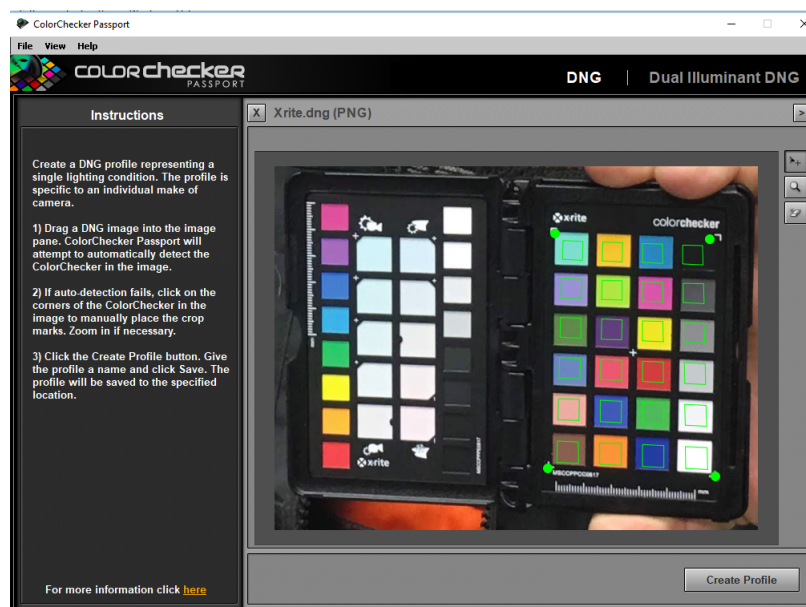 ColorChecker Passport
File View Help
COLOR checker
PASSPORT
DNG | Dual Illuminant DNG
Instructions
X Xrite.dng (PNG) >
Create a DNG profile representing a
single lighting condition. The profile is
specific to an individual make of
camera.
1) Drag a DNG image into the image
pane. ColorChecker Passport will
attempt to automatically detect the
ColorChecker in the image.
2) If auto-detection fails, click on the
corners of the ColorChecker in the
image to manually place the crop
marks. Zoom in if necessary.
3) Click the Create Profile button. Give
the profile a name and click Save. The
profile will be saved to the specified
location.
x-rite
colorchecker
x-rite
MSCCPPCC0617
mm
For more information click here
Create Profile